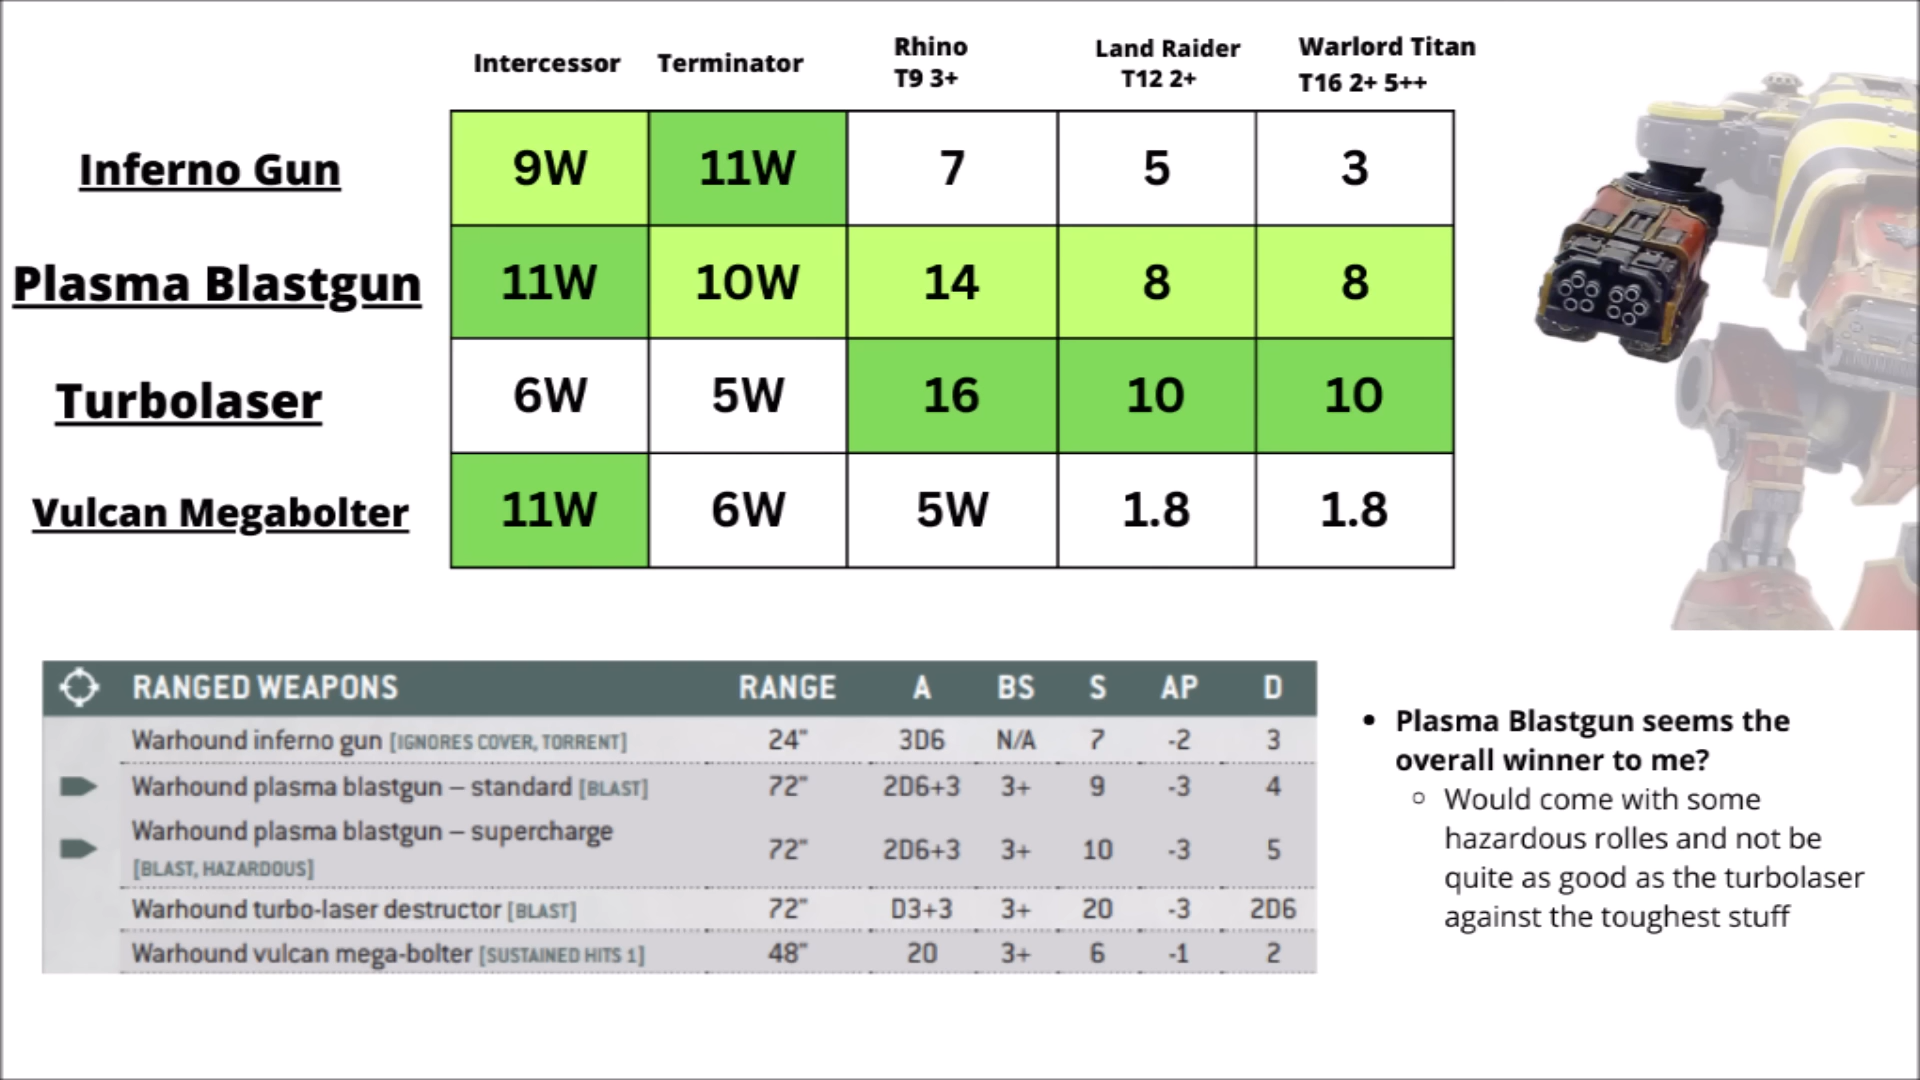 Intercessor Terminator Rhino Land Raider Warlord Titan
T9 3+ T12 2+ T16 2+ 5++
Inferno Gun 9W 11W 7 5 3
Plasma Blastgun 11W 10W 14 8 8
Turbolaser 6W 5W 16 10 10
Vulcan Megabolter 11W 6W 5W 1.8 1.8
RANGED WEAPONS RANGE A BS S AP D
Warhound inferno gun [IGNORES COVER, TORRENT] 24" 3D6 N/A 7 -2 3
Warhound plasma blastgun – standard [BLAST] 72" 2D6+3 3+ 9 -3 4
Warhound plasma blastgun – supercharge
[BLAST, HAZARDOUS] 72" 2D6+3 3+ 10 -3 5
Warhound turbo-laser destructor [BLAST] 72" D3+3 3+ 20 -3 2D6
Warhound vulcan mega-bolter [SUSTAINED HITS 1] 48" 20 3+ 6 -1 2
• Plasma Blastgun seems the
overall winner to me?
○ Would come with some
hazardous rolles and not be
quite as good as the turbolaser
against the toughest stuff